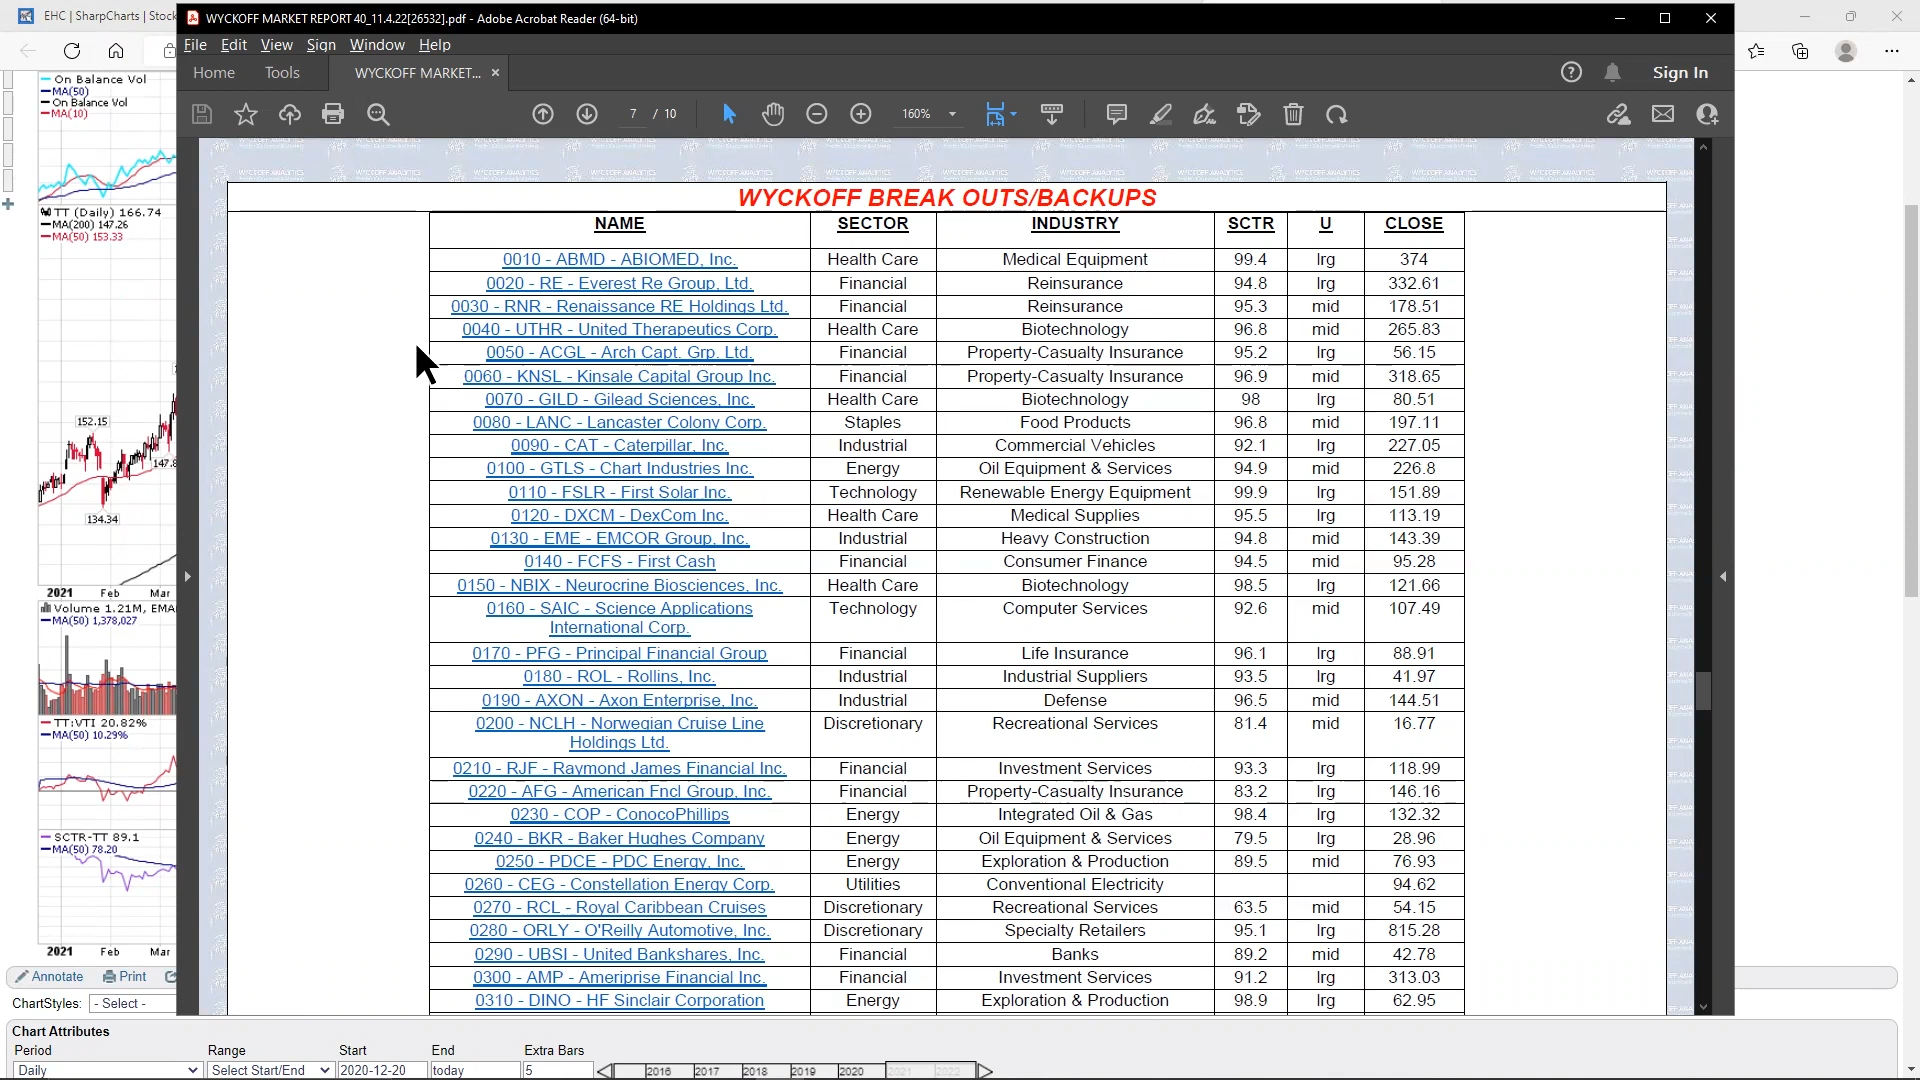 EHC | SharpCharts | Stock
WYCKOFF MARKET REPORT 40_11.4.22[26532].pdf - Adobe Acrobat Reader (64-bit)
File Edit View Sign Window Help
Home Tools WYCKOFF MARKET... × Sign In
7 / 10 160%
On Balance Vol
MA(50)
On Balance Vol
MA(10)
TT (Daily) 166.74
MA(200) 147.26
MA(50) 153.33
152.15
147.8
134.34
2021 Feb Mar
Volume 1.21M, EMA
MA(50) 1,378,027
TT:VTI 20.82%
MA(50) 10.29%
SCTR-TT 89.1
MA(50) 78.20
2021 Feb Mar
Annotate Print
ChartStyles: - Select -
WYCKOFF BREAK OUTS/BACKUPS
NAME SECTOR INDUSTRY SCTR U CLOSE
0010 - ABMD - ABIOMED, Inc. Health Care Medical Equipment 99.4 lrg 374
0020 - RE - Everest Re Group, Ltd. Financial Reinsurance 94.8 lrg 332.61
0030 - RNR - Renaissance RE Holdings Ltd. Financial Reinsurance 95.3 mid 178.51
0040 - UTHR - United Therapeutics Corp. Health Care Biotechnology 96.8 mid 265.83
0050 - ACGL - Arch Capt. Grp. Ltd. Financial Property-Casualty Insurance 95.2 lrg 56.15
0060 - KNSL - Kinsale Capital Group Inc. Financial Property-Casualty Insurance 96.9 mid 318.65
0070 - GILD - Gilead Sciences, Inc. Health Care Biotechnology 98 lrg 80.51
0080 - LANC - Lancaster Colony Corp. Staples Food Products 96.8 mid 197.11
0090 - CAT - Caterpillar, Inc. Industrial Commercial Vehicles 92.1 lrg 227.05
0100 - GTLS - Chart Industries Inc. Energy Oil Equipment & Services 94.9 mid 226.8
0110 - FSLR - First Solar Inc. Technology Renewable Energy Equipment 99.9 lrg 151.89
0120 - DXCM - DexCom Inc. Health Care Medical Supplies 95.5 lrg 113.19
0130 - EME - EMCOR Group, Inc. Industrial Heavy Construction 94.8 mid 143.39
0140 - FCFS - First Cash Financial Consumer Finance 94.5 mid 95.28
0150 - NBIX - Neurocrine Biosciences, Inc. Health Care Biotechnology 98.5 lrg 121.66
0160 - SAIC - Science Applications Technology Computer Services 92.6 mid 107.49
International Corp.
0170 - PFG - Principal Financial Group Financial Life Insurance 96.1 lrg 88.91
0180 - ROL - Rollins, Inc. Industrial Industrial Suppliers 93.5 lrg 41.97
0190 - AXON - Axon Enterprise, Inc. Industrial Defense 96.5 mid 144.51
0200 - NCLH - Norwegian Cruise Line Discretionary Recreational Services 81.4 mid 16.77
Holdings Ltd.
0210 - RJF - Raymond James Financial Inc. Financial Investment Services 93.3 lrg 118.99
0220 - AFG - American Fncl Group, Inc. Financial Property-Casualty Insurance 83.2 lrg 146.16
0230 - COP - ConocoPhillips Energy Integrated Oil & Gas 98.4 lrg 132.32
0240 - BKR - Baker Hughes Company Energy Oil Equipment & Services 79.5 lrg 28.96
0250 - PDCE - PDC Energy, Inc. Energy Exploration & Production 89.5 mid 76.93
0260 - CEG - Constellation Energy Corp. Utilities Conventional Electricity 94.62
0270 - RCL - Royal Caribbean Cruises Discretionary Recreational Services 63.5 mid 54.15
0280 - ORLY - O'Reilly Automotive, Inc. Discretionary Specialty Retailers 95.1 lrg 815.28
0290 - UBSI - United Bankshares, Inc. Financial Banks 89.2 mid 42.78
0300 - AMP - Ameriprise Financial Inc. Financial Investment Services 91.2 lrg 313.03
0310 - DINO - HF Sinclair Corporation Energy Exploration & Production 98.9 lrg 62.95
Chart Attributes
Period Range Start End Extra Bars
Daily Select Start/End 2020-12-20 today 5 2016 2017 2018 2019 2020 2021 2022